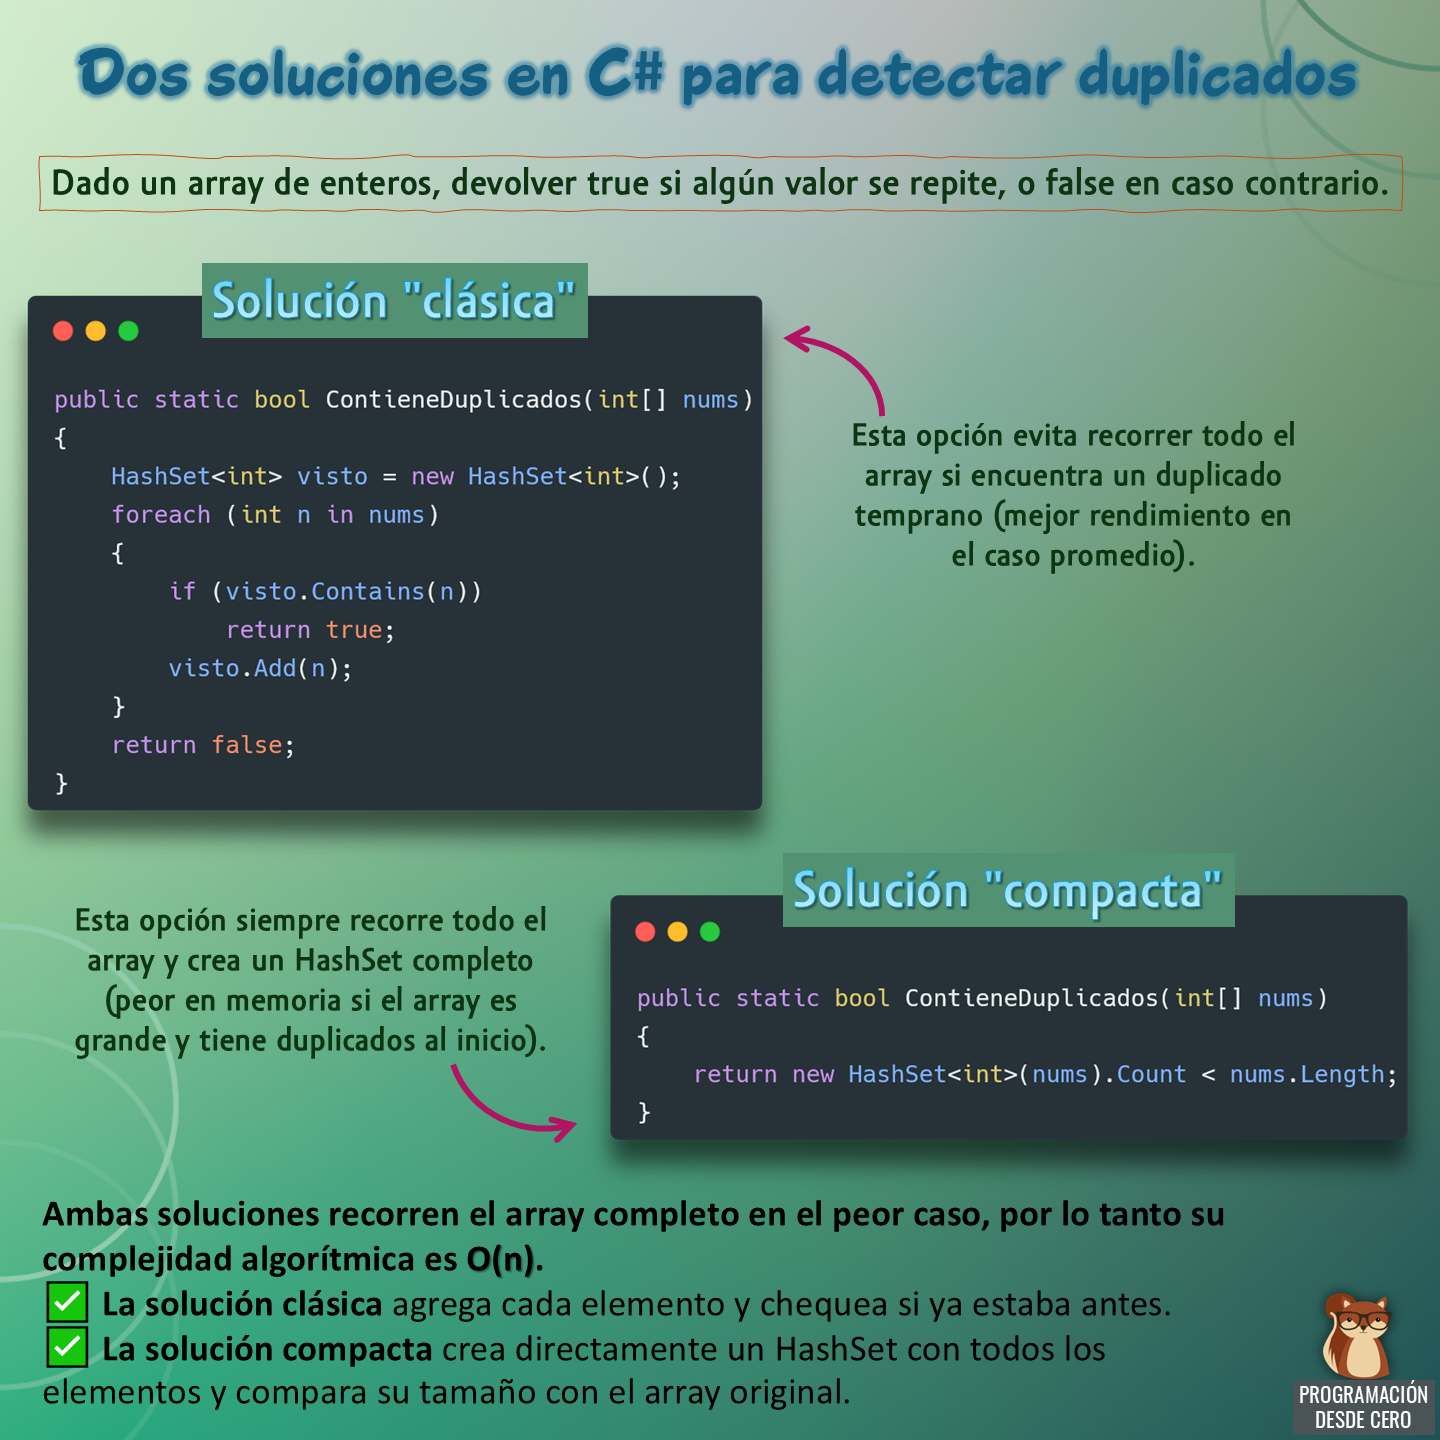 Dos soluciones en C# para detectar duplicados
Dado un array de enteros, devolver true si algún valor se repite, o false en caso contrario.
Solución "clásica"
public static bool ContieneDuplicados(int[] nums)
{
    HashSet<int> visto = new HashSet<int>();
    foreach (int n in nums)
    {
        if (visto.Contains(n))
            return true;
        visto.Add(n);
    }
    return false;
}
Esta opción evita recorrer todo el
array si encuentra un duplicado
temprano (mejor rendimiento en
el caso promedio).
Esta opción siempre recorre todo el
array y crea un HashSet completo
(peor en memoria si el array es
grande y tiene duplicados al inicio).
Solución "compacta"
public static bool ContieneDuplicados(int[] nums)
{
    return new HashSet<int>(nums).Count < nums.Length;
}
Ambas soluciones recorren el array completo en el peor caso, por lo tanto su
complejidad algorítmica es O(n).
✅ La solución clásica agrega cada elemento y chequea si ya estaba antes.
✅ La solución compacta crea directamente un HashSet con todos los
elementos y compara su tamaño con el array original.
PROGRAMACIÓN
DESDE CERO